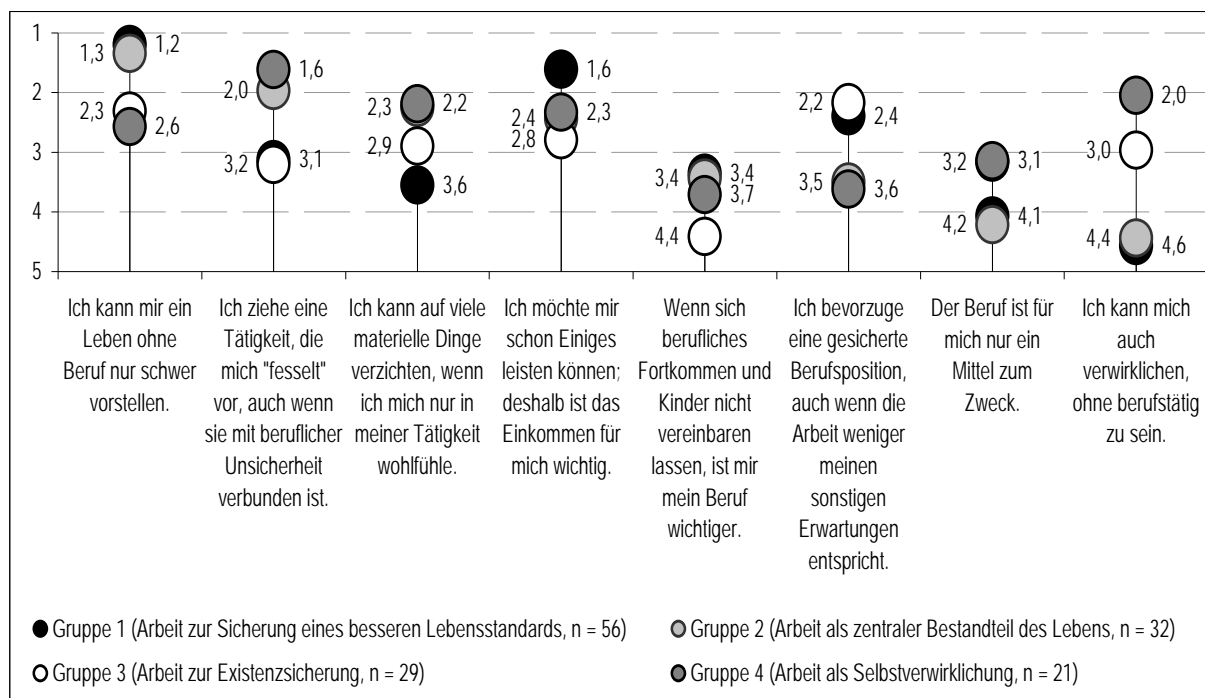 1
2
3
4
5
1,3
1,2
2,3
2,6
1,6
2,0
3,2
3,1
2,3
2,2
2,9
3,6
1,6
2,4
2,3
2,8
3,4
3,4
3,7
4,4
2,2
2,4
3,5
3,6
3,2
3,1
4,2
4,1
2,0
3,0
4,4
4,6
Ich kann mir ein
Leben ohne
Beruf nur schwer
vorstellen.
Ich ziehe eine
Tätigkeit, die
mich "fesselt"
vor, auch wenn
sie mit beruflicher
Unsicherheit
verbunden ist.
Ich kann auf viele
materielle Dinge
verzichten, wenn
ich mich nur in
meiner Tätigkeit
wohlfühle.
Ich möchte mir
schon Einiges
leisten können;
deshalb ist das
Einkommen für
mich wichtig.
Wenn sich
berufliches
Fortkommen und
Kinder nicht
vereinbaren
lassen, ist mir
mein Beruf
wichtiger.
Ich bevorzuge
eine gesicherte
Berufsposition,
auch wenn die
Arbeit weniger
meinen
sonstigen
Erwartungen
entspricht.
Der Beruf ist für
mich nur ein
Mittel zum
Zweck.
Ich kann mich
auch
verwirklichen,
ohne berufstätig
zu sein.
Gruppe 1 (Arbeit zur Sicherung eines besseren Lebensstandards, n = 56)
Gruppe 2 (Arbeit als zentraler Bestandteil des Lebens, n = 32)
Gruppe 3 (Arbeit zur Existenzsicherung, n = 29)
Gruppe 4 (Arbeit als Selbstverwirklichung, n = 21)